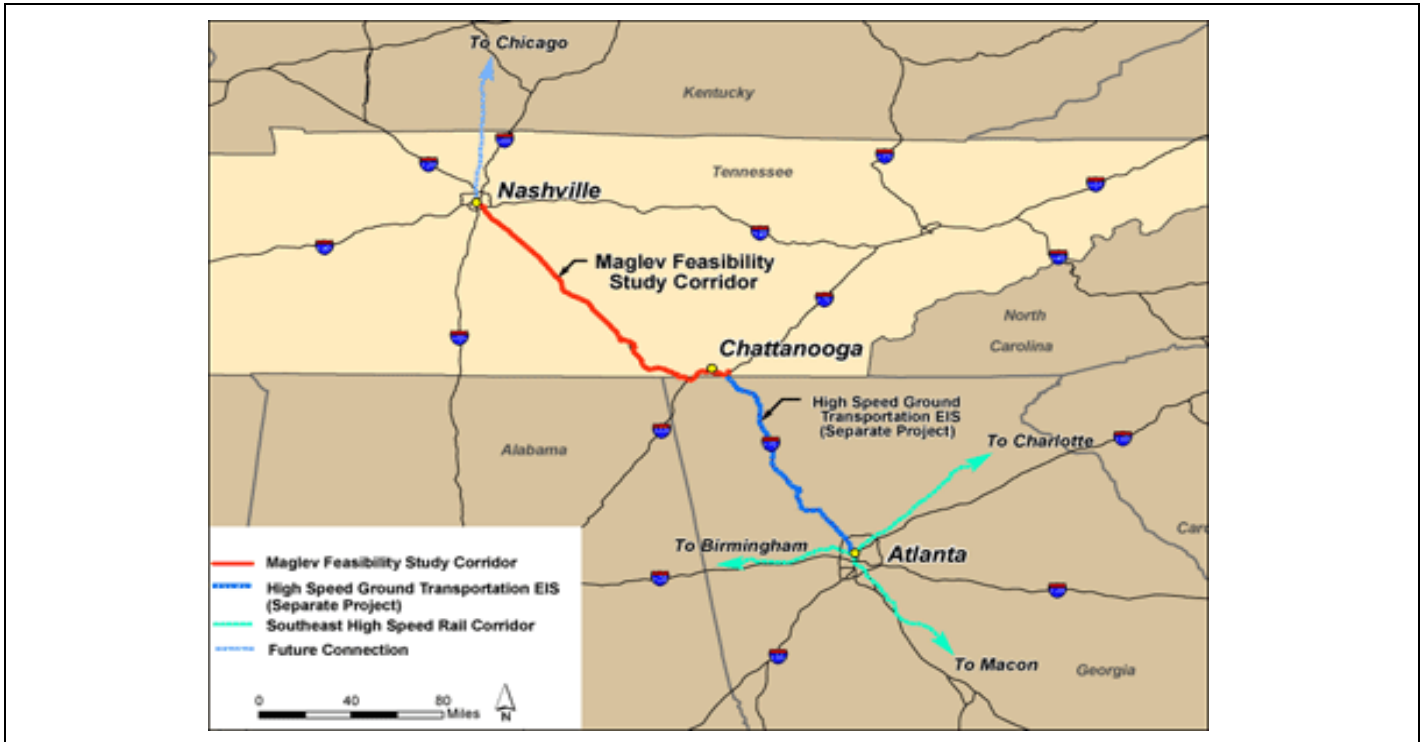 To Chicago
Kentucky
Tennessee
Nashville
Maglev Feasibility
Study Corridor
North
Carolina
Chattanooga
High Speed Ground
Transportation EIS
(Separate Project)
To Charlotte
Alabama
Caro
To Birmingham
Atlanta
To Macon
Georgia
Maglev Feasibility Study Corridor
High Speed Ground Transportation EIS
(Separate Project)
Southeast High Speed Rail Corridor
Future Connection
0 40 80
Miles
N